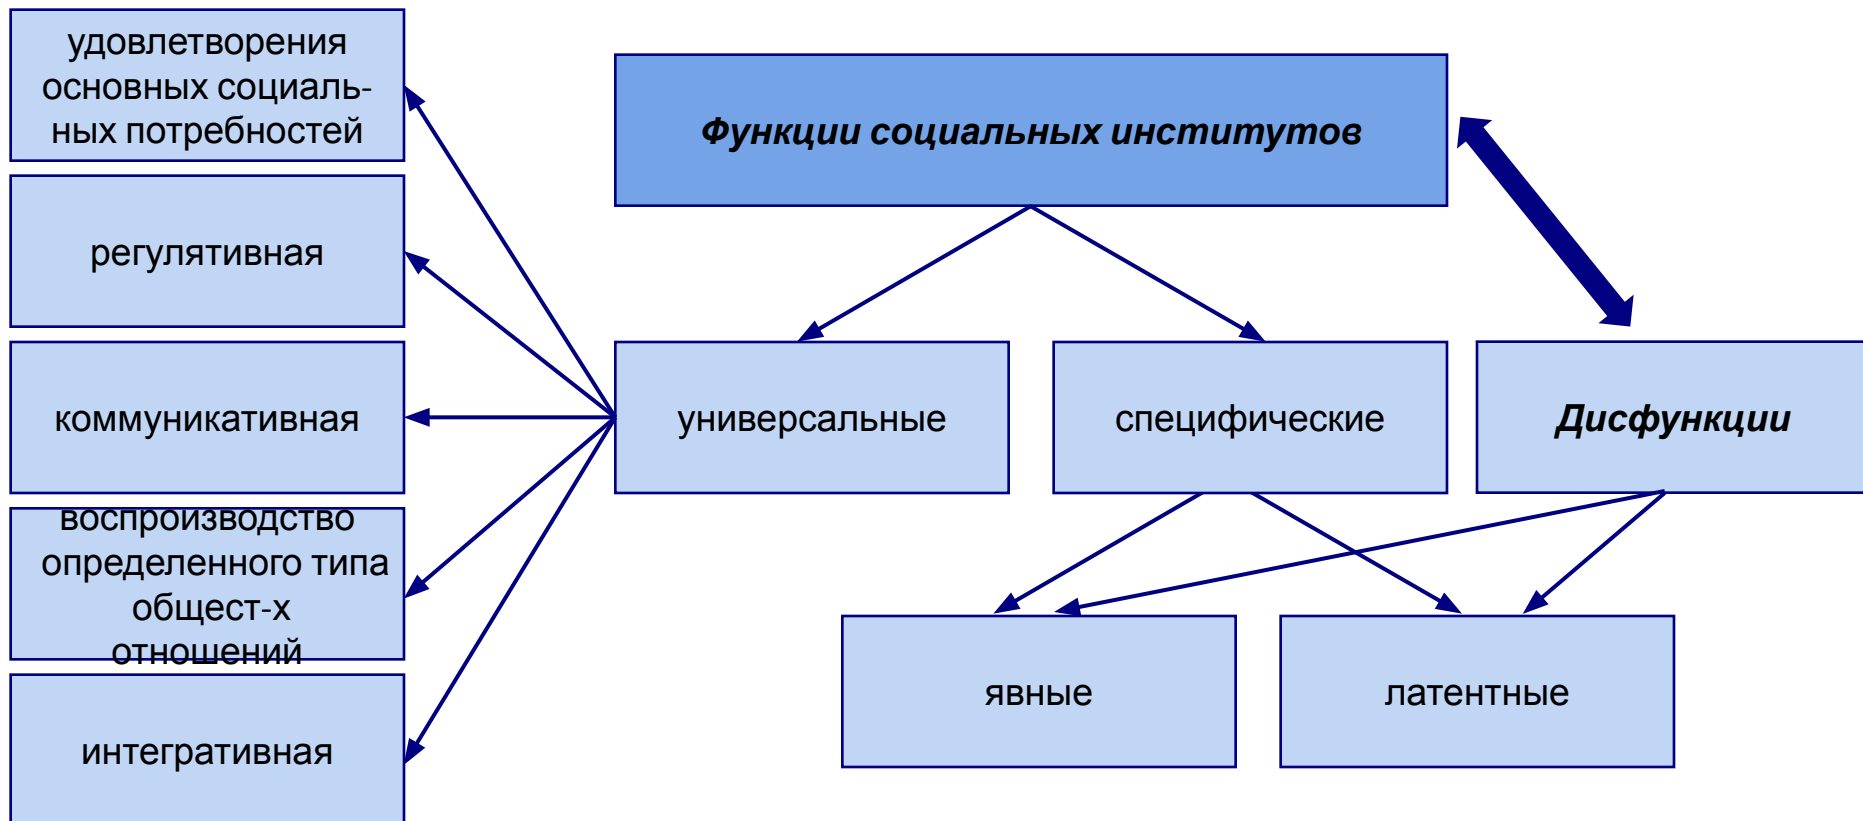 удовлетворения
основных социаль-
ных потребностей
Функции социальных институтов
регулятивная
коммуникативная
универсальные
специфические
Дисфункции
воспроизводство
определенного типа
общест-х
отношений
явные
латентные
интегративная